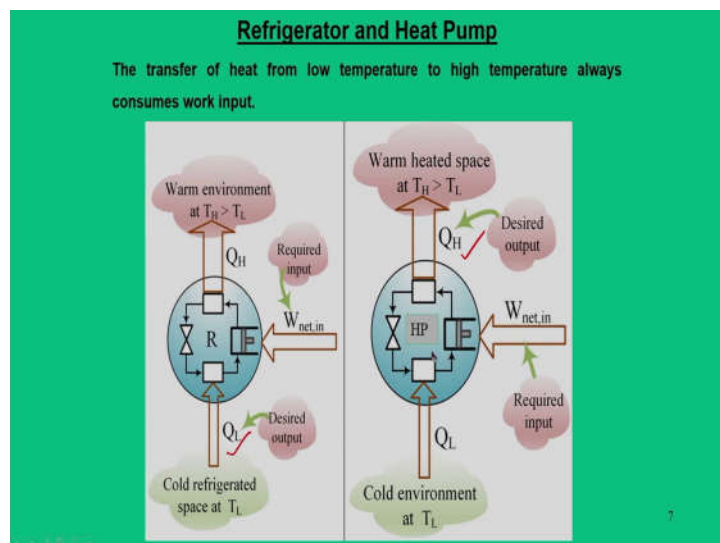 Refrigerator and Heat Pump
The transfer of heat from low temperature to high temperature always
consumes work input.
Warm environment
at TH > TL
QH
Required
input
Wnet,in
R
QL
Desired
output
Cold refrigerated
space at TL
Warm heated space
at TH > TL
QH
Desired
output
HP
Wnet,in
Required
input
QL
Cold environment
at TL
7